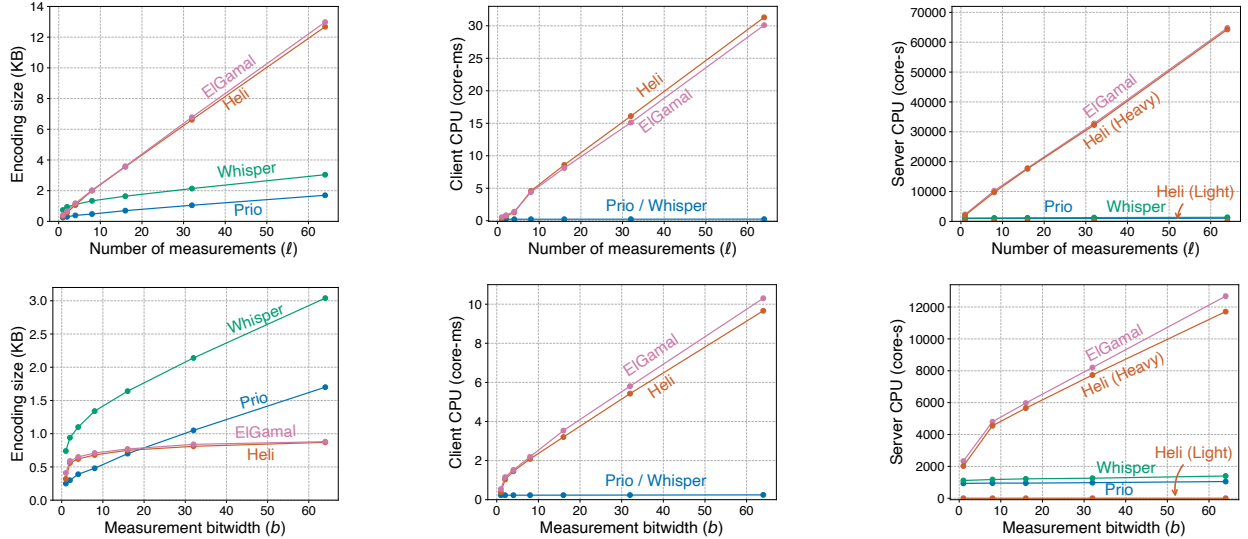 Encoding size (KB)
14
12
10
8
6
4
2
0
ElGamal
Heli
Whisper
Prio
0 10 20 30 40 50 60
Number of measurements (ℓ)
Client CPU (core-ms)
30
25
20
15
10
5
0
Heli
ElGamal
Prio / Whisper
0 10 20 30 40 50 60
Number of measurements (ℓ)
Server CPU (core-s)
70000
60000
50000
40000
30000
20000
10000
0
ElGamal
Heli (Heavy)
Heli (Light)
Prio
Whisper
0 10 20 30 40 50 60
Number of measurements (ℓ)
Encoding size (KB)
3.0
2.5
2.0
1.5
1.0
0.5
0.0
Whisper
Prio
ElGamal
Heli
0 10 20 30 40 50 60
Measurement bitwidth (b)
Client CPU (core-ms)
10
8
6
4
2
0
ElGamal
Heli
Prio / Whisper
0 10 20 30 40 50 60
Measurement bitwidth (b)
Server CPU (core-s)
12000
10000
8000
6000
4000
2000
0
ElGamal
Heli (Heavy)
Heli (Light)
Whisper
Prio
0 10 20 30 40 50 60
Measurement bitwidth (b)